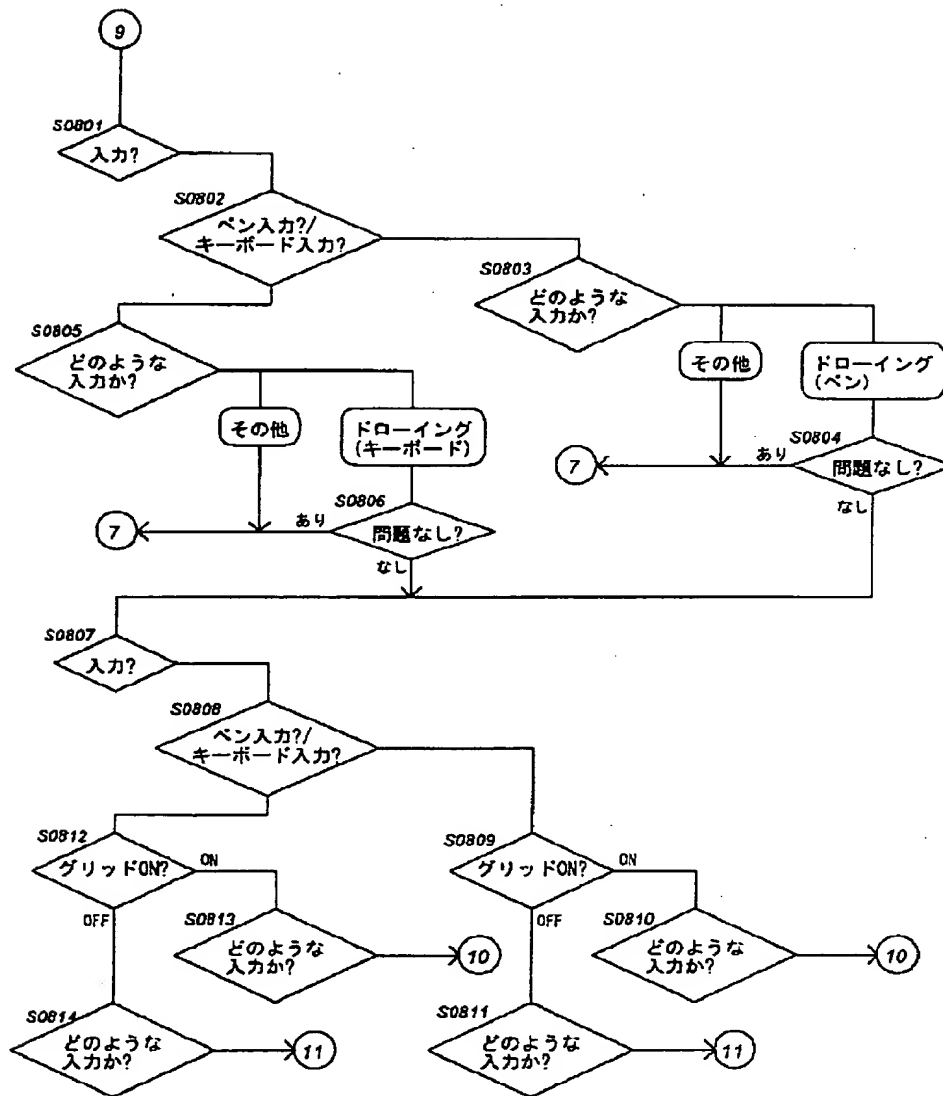 9
S0801
入力?
S0802
ペン入力?/
キーボード入力?
S0803
どのような
入力か?
S0805
どのような
入力か?
その他
ドローイング
(ペン)
その他
ドローイング
(キーボード)
S0804
7
あり
問題なし?
なし
S0806
7
あり
問題なし?
なし
S0807
入力?
S0808
ペン入力?/
キーボード入力?
S0812
グリッドON?
ON
OFF
S0809
グリッドON?
ON
OFF
S0813
どのような
入力か?
10
S0810
どのような
入力か?
10
S0814
どのような
入力か?
11
S0811
どのような
入力か?
11